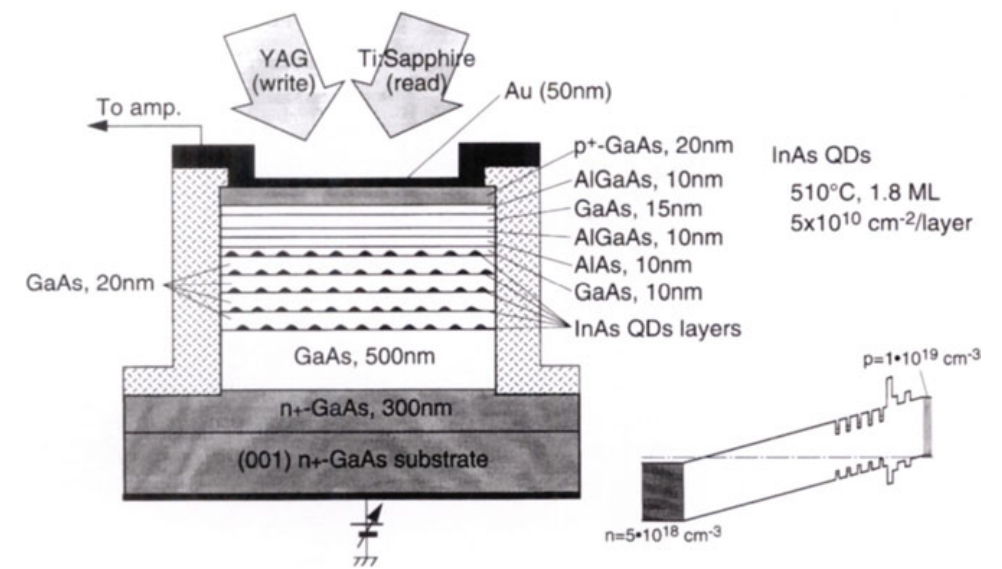 YAG
(write)
Ti:Sapphire
(read)
To amp.
Au (50nm)
p+-GaAs, 20nm
AlGaAs, 10nm
GaAs, 15nm
AlGaAs, 10nm
AlAs, 10nm
GaAs, 10nm
InAs QDs layers
InAs QDs
510°C, 1.8 ML
5x10^10 cm-2/layer
GaAs, 20nm
GaAs, 500nm
n+-GaAs, 300nm
(001) n+-GaAs substrate
p=1•10^19 cm-3
n=5•10^18 cm-3